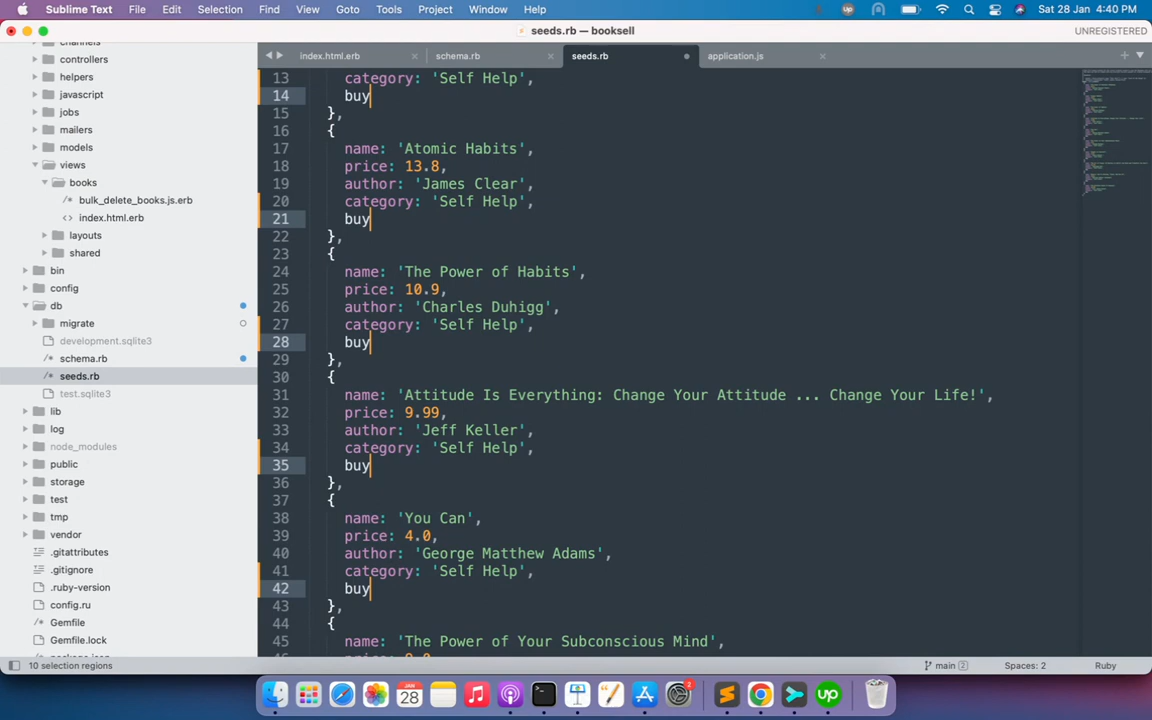 Sublime Text File Edit Selection Find View Goto Tools Project Window Help Sat 28 Jan 4:40 PM
seeds.rb — booksell UNREGISTERED
index.html.erb schema.rb seeds.rb application.js
channels
controllers
helpers
javascript
jobs
mailers
models
views
books
bulk_delete_books.js.erb
index.html.erb
layouts
shared
bin
config
db
migrate
development.sqlite3
schema.rb
seeds.rb
test.sqlite3
lib
log
node_modules
public
storage
test
tmp
vendor
.gitattributes
.gitignore
.ruby-version
config.ru
Gemfile
Gemfile.lock
13 category: 'Self Help',
14 buy
15 },
16 {
17 name: 'Atomic Habits',
18 price: 13.8,
19 author: 'James Clear',
20 category: 'Self Help',
21 buy
22 },
23 {
24 name: 'The Power of Habits',
25 price: 10.9,
26 author: 'Charles Duhigg',
27 category: 'Self Help',
28 buy
29 },
30 {
31 name: 'Attitude Is Everything: Change Your Attitude ... Change Your Life!',
32 price: 9.99,
33 author: 'Jeff Keller',
34 category: 'Self Help',
35 buy
36 },
37 {
38 name: 'You Can',
39 price: 4.0,
40 author: 'George Matthew Adams',
41 category: 'Self Help',
42 buy
43 },
44 {
45 name: 'The Power of Your Subconscious Mind',
10 selection regions main 2 Spaces: 2 Ruby
JAN 28 2 up